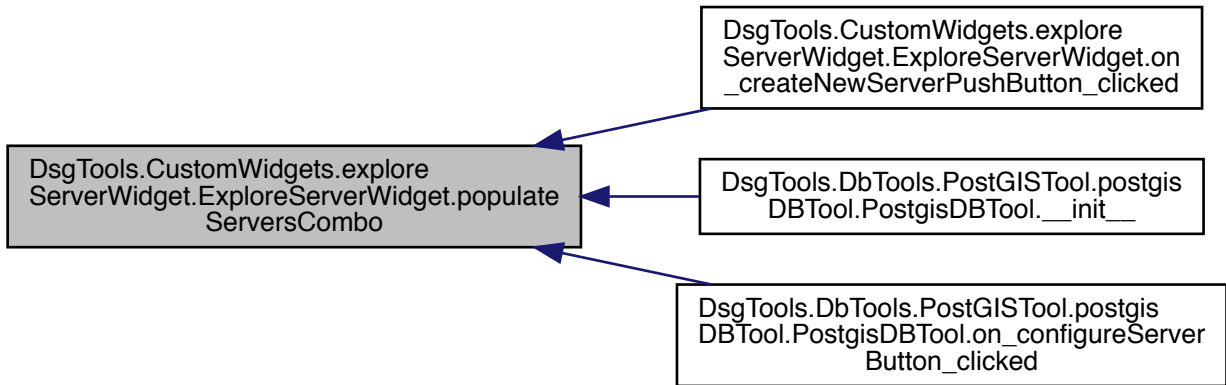 DsgTools.CustomWidgets.explore
ServerWidget.ExploreServerWidget.populate
ServersCombo
DsgTools.CustomWidgets.explore
ServerWidget.ExploreServerWidget.on
_createNewServerPushButton_clicked
DsgTools.DbTools.PostGISTool.postgis
DBTool.PostgisDBTool.__init__
DsgTools.DbTools.PostGISTool.postgis
DBTool.PostgisDBTool.on_configureServer
Button_clicked